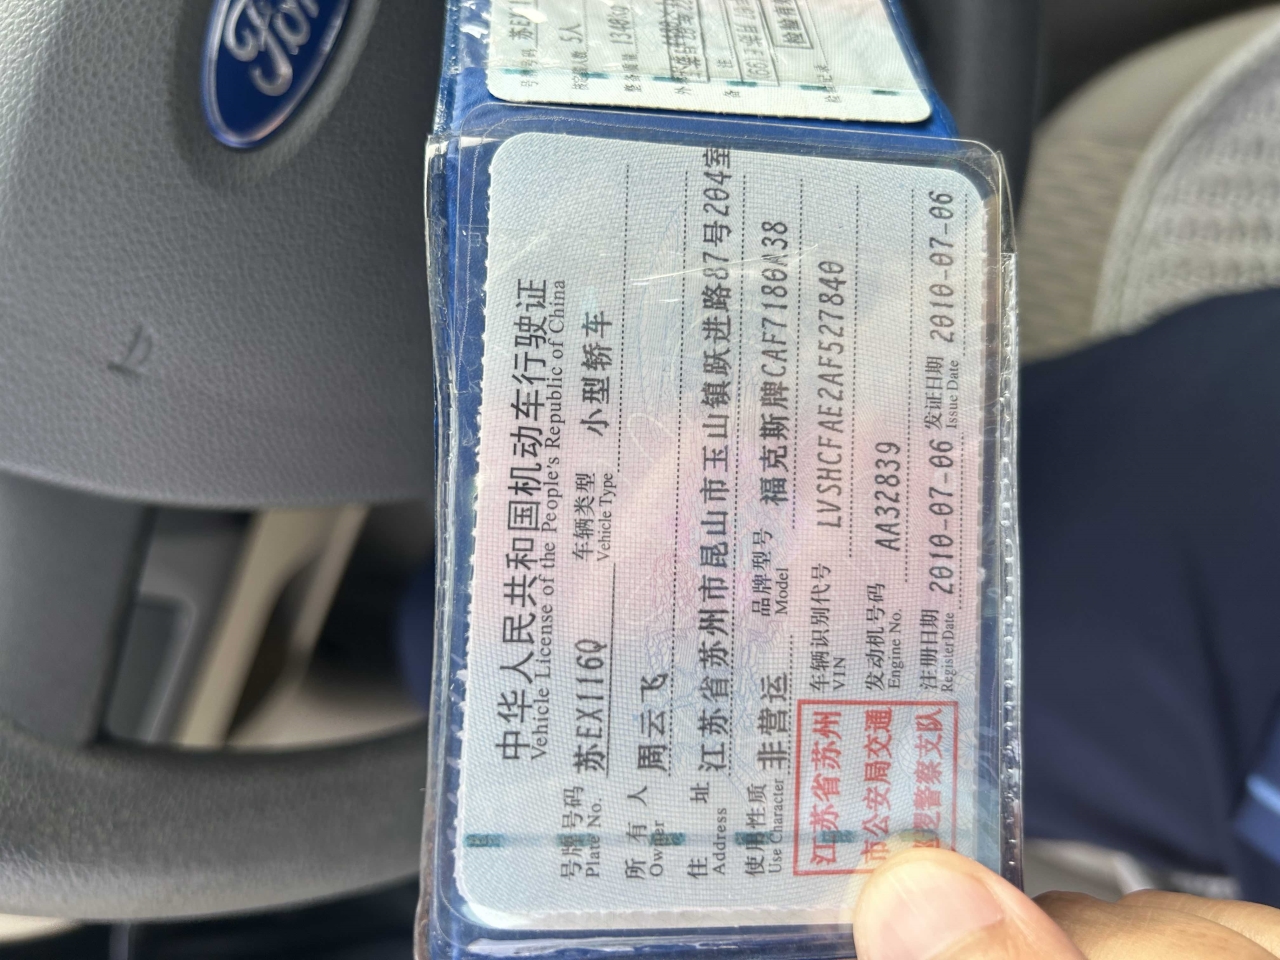 Ford
中华人民共和国机动车行驶证
Vehicle License of the People's Republic of China
号牌号码 苏EX116Q 车辆类型 小型轿车
Plate No. Vehicle Type
所有人 周云飞
Owner
住址 江苏省苏州市昆山市玉山镇跃进路87号204室
Address
使用性质 非营运 品牌型号 福克斯牌CAF7180A38
Use Character Model
车辆识别代号 LVSHCFAE2AF527840
VIN
发动机号码 AA32839
Engine No.
注册日期 2010-07-06 发证日期 2010-07-06
Register Date Issue Date
江苏省苏州
市公安局交通
巡逻警察支队
5人